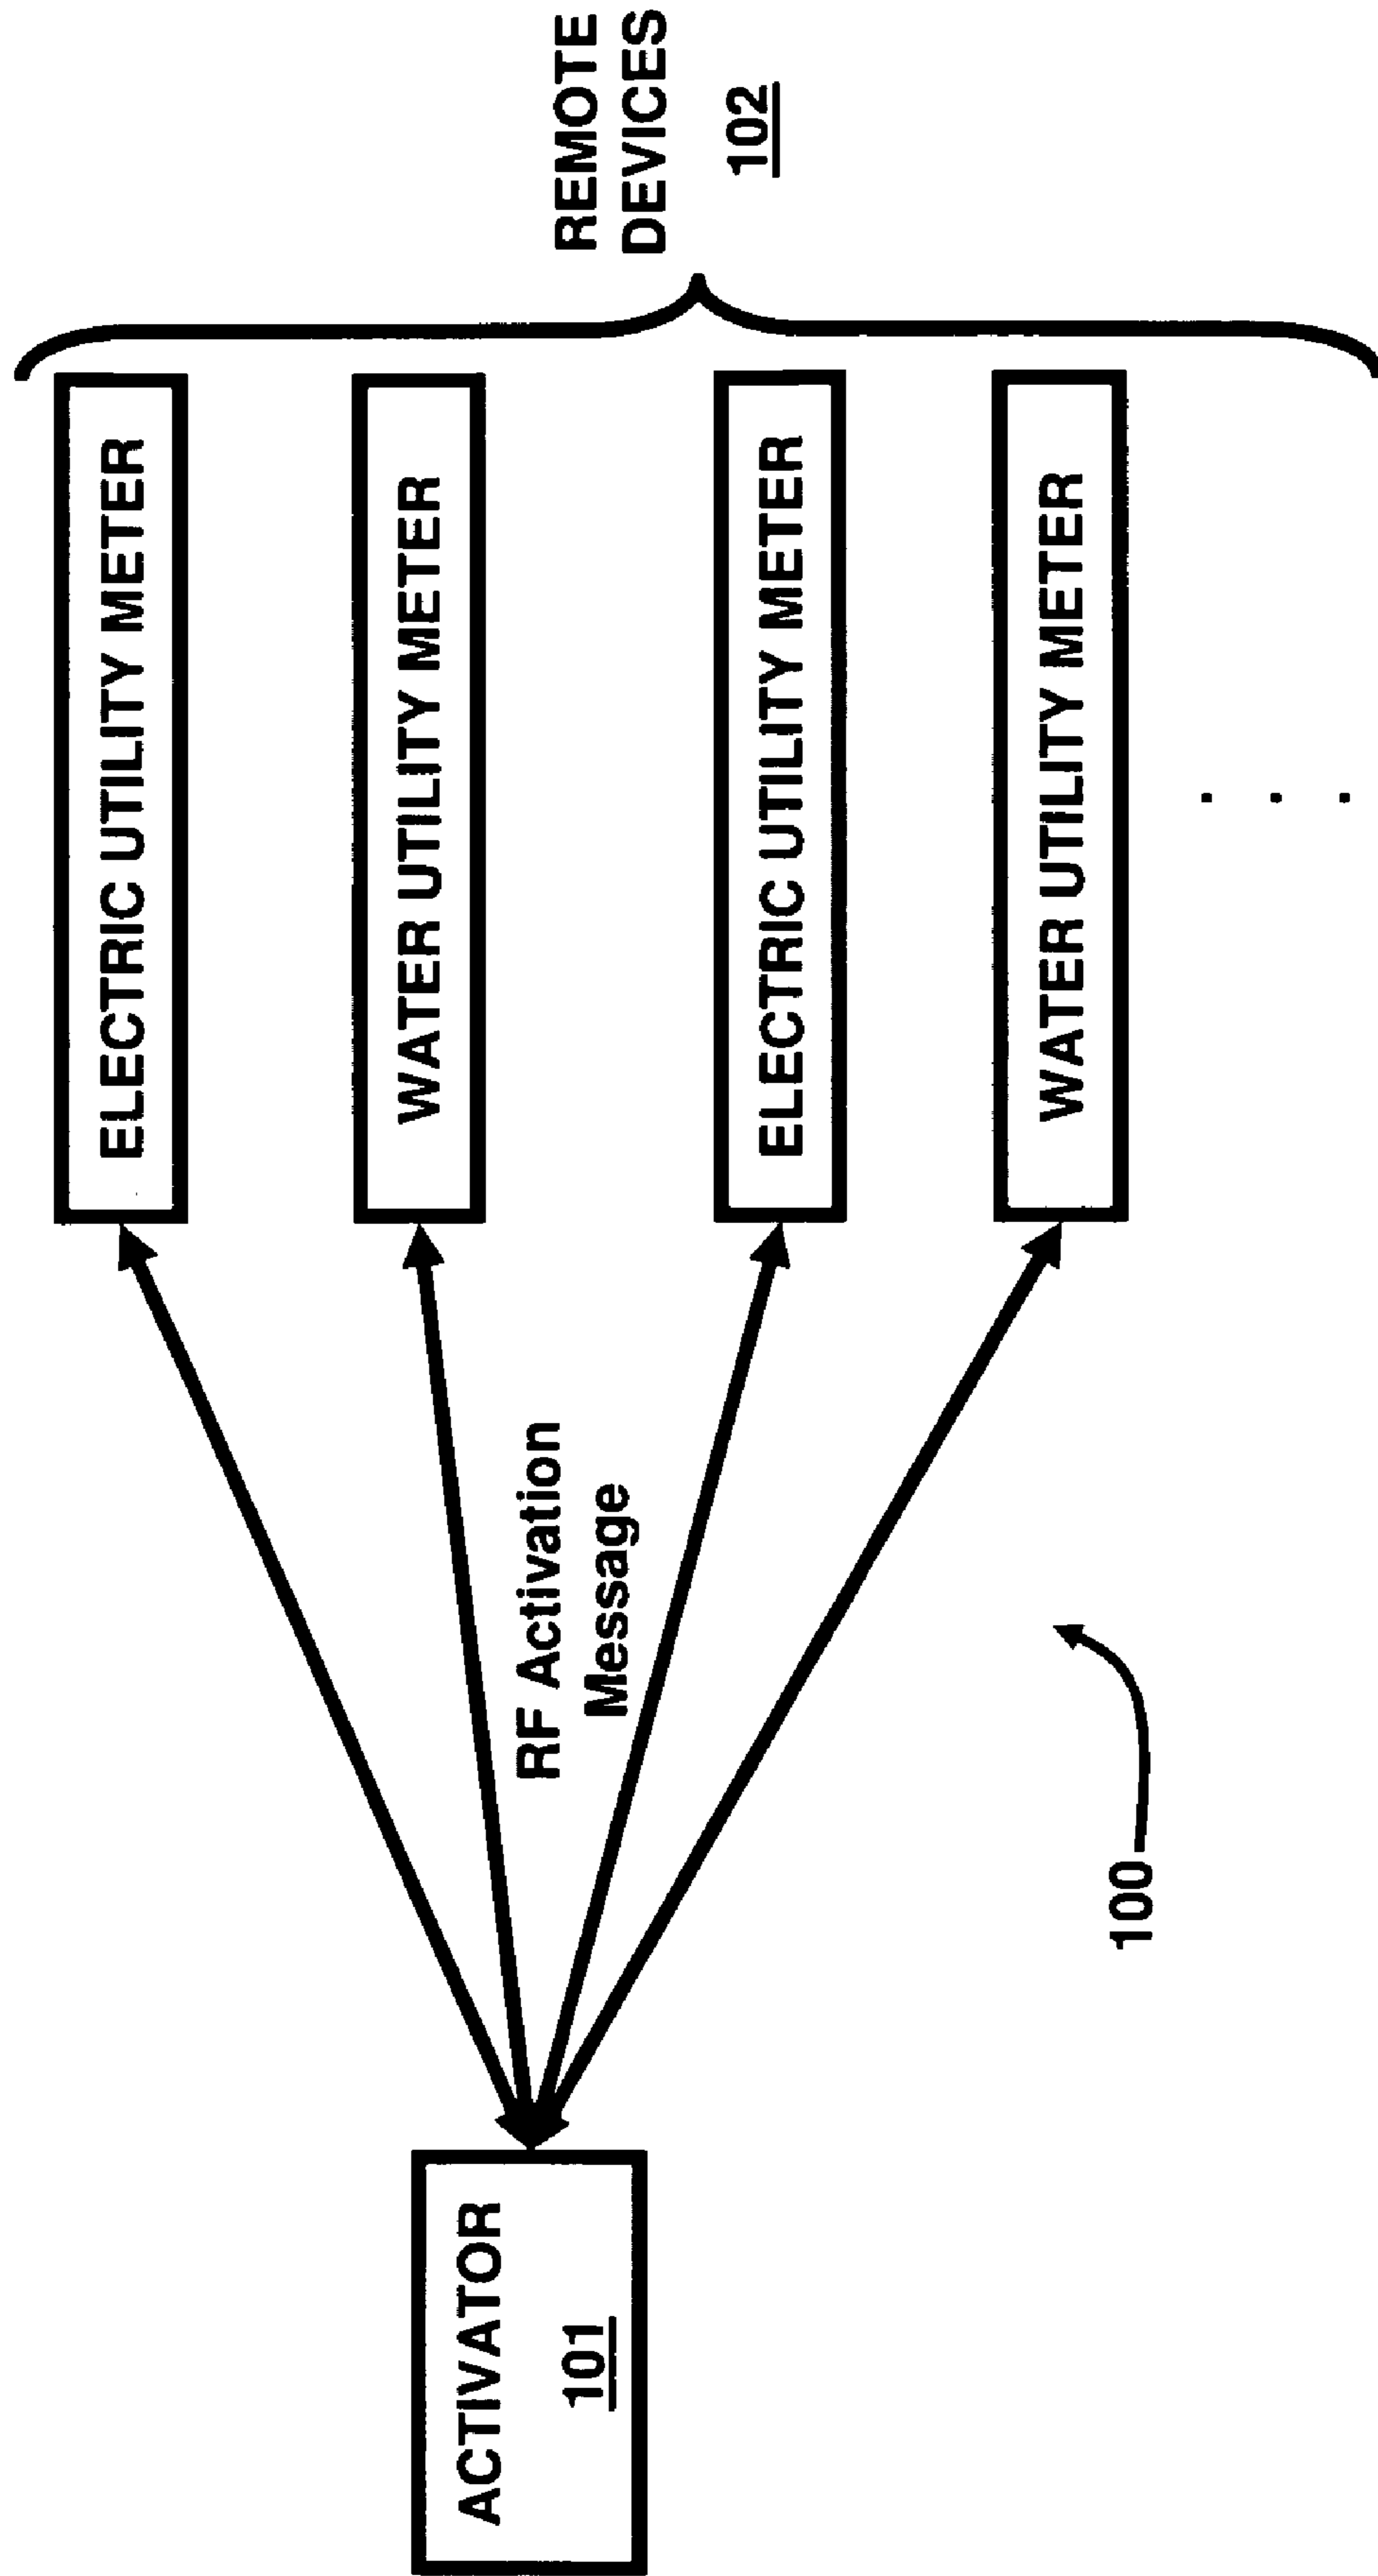 ELECTRIC UTILITY METER
WATER UTILITY METER
ELECTRIC UTILITY METER
WATER UTILITY METER
. . .
REMOTE
DEVICES
102
RF Activation
Message
ACTIVATOR
101
100